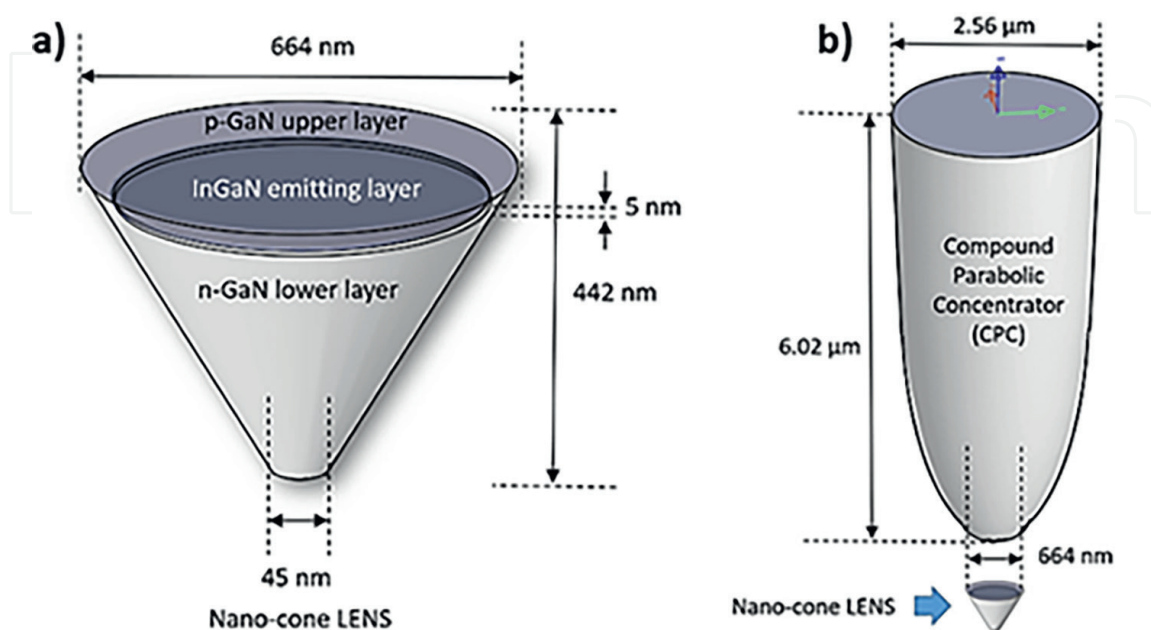 a)
664 nm
p-GaN upper layer
InGaN emitting layer
5 nm
n-GaN lower layer
442 nm
45 nm
Nano-cone LENS
b)
2.56 µm
Compound
Parabolic
Concentrator
(CPC)
6.02 µm
664 nm
Nano-cone LENS